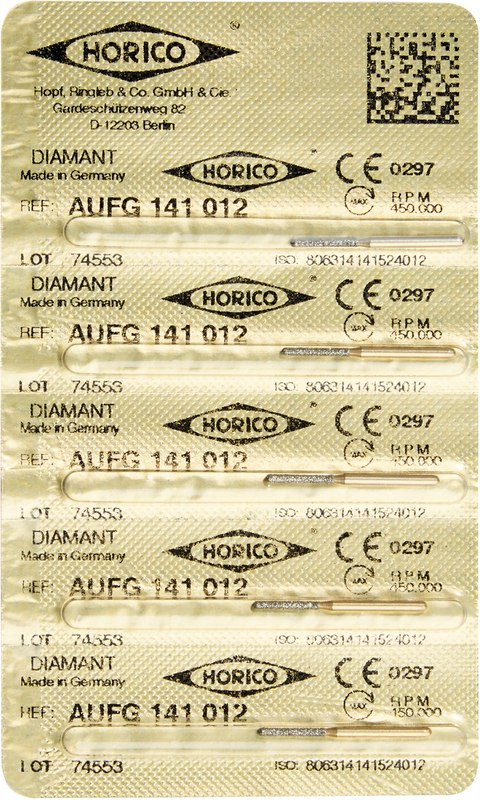 HORICO ®
Hopf, Ringleb & Co. GmbH & Cie.
Gardeschützenweg 82
D-12203 Berlin
DIAMANT HORICO ® CE 0297
Made in Germany
REF: AUFG 141 012 MAX RPM 450.000
LOT 74553 ISO: 806314141524012
DIAMANT HORICO ® CE 0297
Made in Germany
REF: AUFG 141 012 MAX RPM 450.000
LOT 74553 ISO: 806314141524012
DIAMANT HORICO ® CE 0297
Made in Germany
REF: AUFG 141 012 MAX RPM 450.000
LOT 74553 ISO: 806314141524012
DIAMANT HORICO ® CE 0297
Made in Germany
REF: AUFG 141 012 MAX RPM 450.000
LOT 74553 ISO: 806314141524012
DIAMANT HORICO ® CE 0297
Made in Germany
REF: AUFG 141 012 MAX RPM 450.000
LOT 74553 ISO: 806314141524012